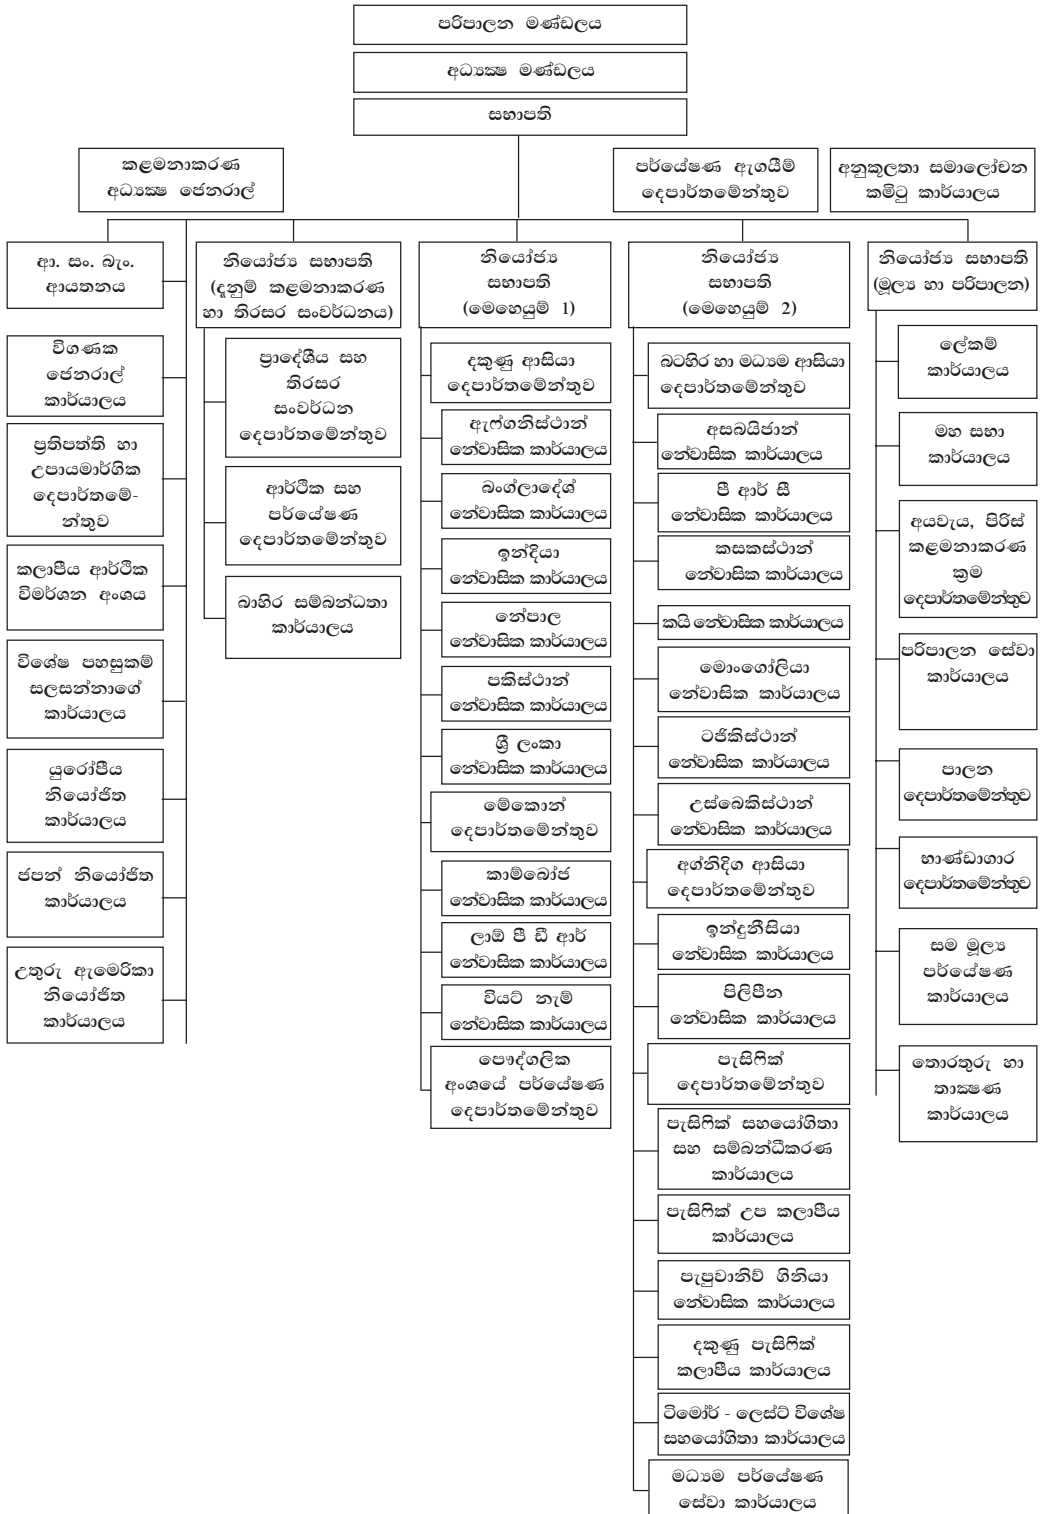 පරිපාලන මණ්ඩලය
අධ්‍යක්ෂ මණ්ඩලය
සභාපති
කළමනාකරණ
අධ්‍යක්ෂ ජෙනරාල්
පර්යේෂණ ඇගයීම්
දෙපාර්තමේන්තුව
අනුකූලතා සමාලෝචන
කමිටු කාර්යාලය
ආ. සං. බැං.
ආයතනය
විගණක
ජෙනරාල්
කාර්යාලය
ප්‍රතිපත්ති හා
උපායමාර්ගික
දෙපාර්තමේ-
න්තුව
කලාපීය ආර්ථික
විමර්ශන අංශය
විශේෂ පහසුකම්
සලසන්නාගේ
කාර්යාලය
යුරෝපීය
නියෝජිත
කාර්යාලය
ජපන් නියෝජිත
කාර්යාලය
උතුරු ඇමෙරිකා
නියෝජිත
කාර්යාලය
නියෝජ්‍ය සභාපති
(දැනුම් කළමනාකරණ
හා තිරසර සංවර්ධනය)
ප්‍රාදේශීය සහ
තිරසර
සංවර්ධන
දෙපාර්තමේන්තුව
ආර්ථික සහ
පර්යේෂණ
දෙපාර්තමේන්තුව
බාහිර සම්බන්ධතා
කාර්යාලය
නියෝජ්‍ය
සභාපති
(මෙහෙයුම් 1)
දකුණු ආසියා
දෙපාර්තමේන්තුව
ඇෆ්ගනිස්ථාන්
නේවාසික කාර්යාලය
බංග්ලාදේශ්
නේවාසික කාර්යාලය
ඉන්දියා
නේවාසික කාර්යාලය
නේපාල
නේවාසික කාර්යාලය
පකිස්ථාන්
නේවාසික කාර්යාලය
ශ්‍රී ලංකා
නේවාසික කාර්යාලය
මේකොන්
දෙපාර්තමේන්තුව
කාම්බෝජ
නේවාසික කාර්යාලය
ලාඕ පී ඩී ආර්
නේවාසික කාර්යාලය
වියට් නැම්
නේවාසික කාර්යාලය
පෞද්ගලික
අංශයේ පර්යේෂණ
දෙපාර්තමේන්තුව
නියෝජ්‍ය
සභාපති
(මෙහෙයුම් 2)
බටහිර හා මධ්‍යම ආසියා
දෙපාර්තමේන්තුව
අසබයිජාන්
නේවාසික කාර්යාලය
පී ආර් සී
නේවාසික කාර්යාලය
කසකස්ථාන්
නේවාසික කාර්යාලය
කයි නේවාසික කාර්යාලය
මොංගෝලියා
නේවාසික කාර්යාලය
ටජිකිස්ථාන්
නේවාසික කාර්යාලය
උස්බෙකිස්ථාන්
නේවාසික කාර්යාලය
අග්නිදිග ආසියා
දෙපාර්තමේන්තුව
ඉන්දුනීසියා
නේවාසික කාර්යාලය
පිලිපීන
නේවාසික කාර්යාලය
පැසිෆික්
දෙපාර්තමේන්තුව
පැසිෆික් සහයෝගිතා
සහ සම්බන්ධීකරණ
කාර්යාලය
පැසිෆික් උප කලාපීය
කාර්යාලය
පැපුවානිව් ගිනියා
නේවාසික කාර්යාලය
දකුණු පැසිෆික්
කලාපීය කාර්යාලය
ටිමෝර් - ලෙස්ට් විශේෂ
සහයෝගිතා කාර්යාලය
මධ්‍යම පර්යේෂණ
සේවා කාර්යාලය
නියෝජ්‍ය සභාපති
(මූල්‍ය හා පරිපාලන)
ලේකම්
කාර්යාලය
මහ සභා
කාර්යාලය
අයවැය, පිරිස්
කළමනාකරණ
ක්‍රම
දෙපාර්තමේන්තුව
පරිපාලන සේවා
කාර්යාලය
පාලන
දෙපාර්තමේන්තුව
භාණ්ඩාගාර
දෙපාර්තමේන්තුව
සම මූල්‍ය
පර්යේෂණ
කාර්යාලය
තොරතුරු හා
තාක්ෂණ
කාර්යාලය